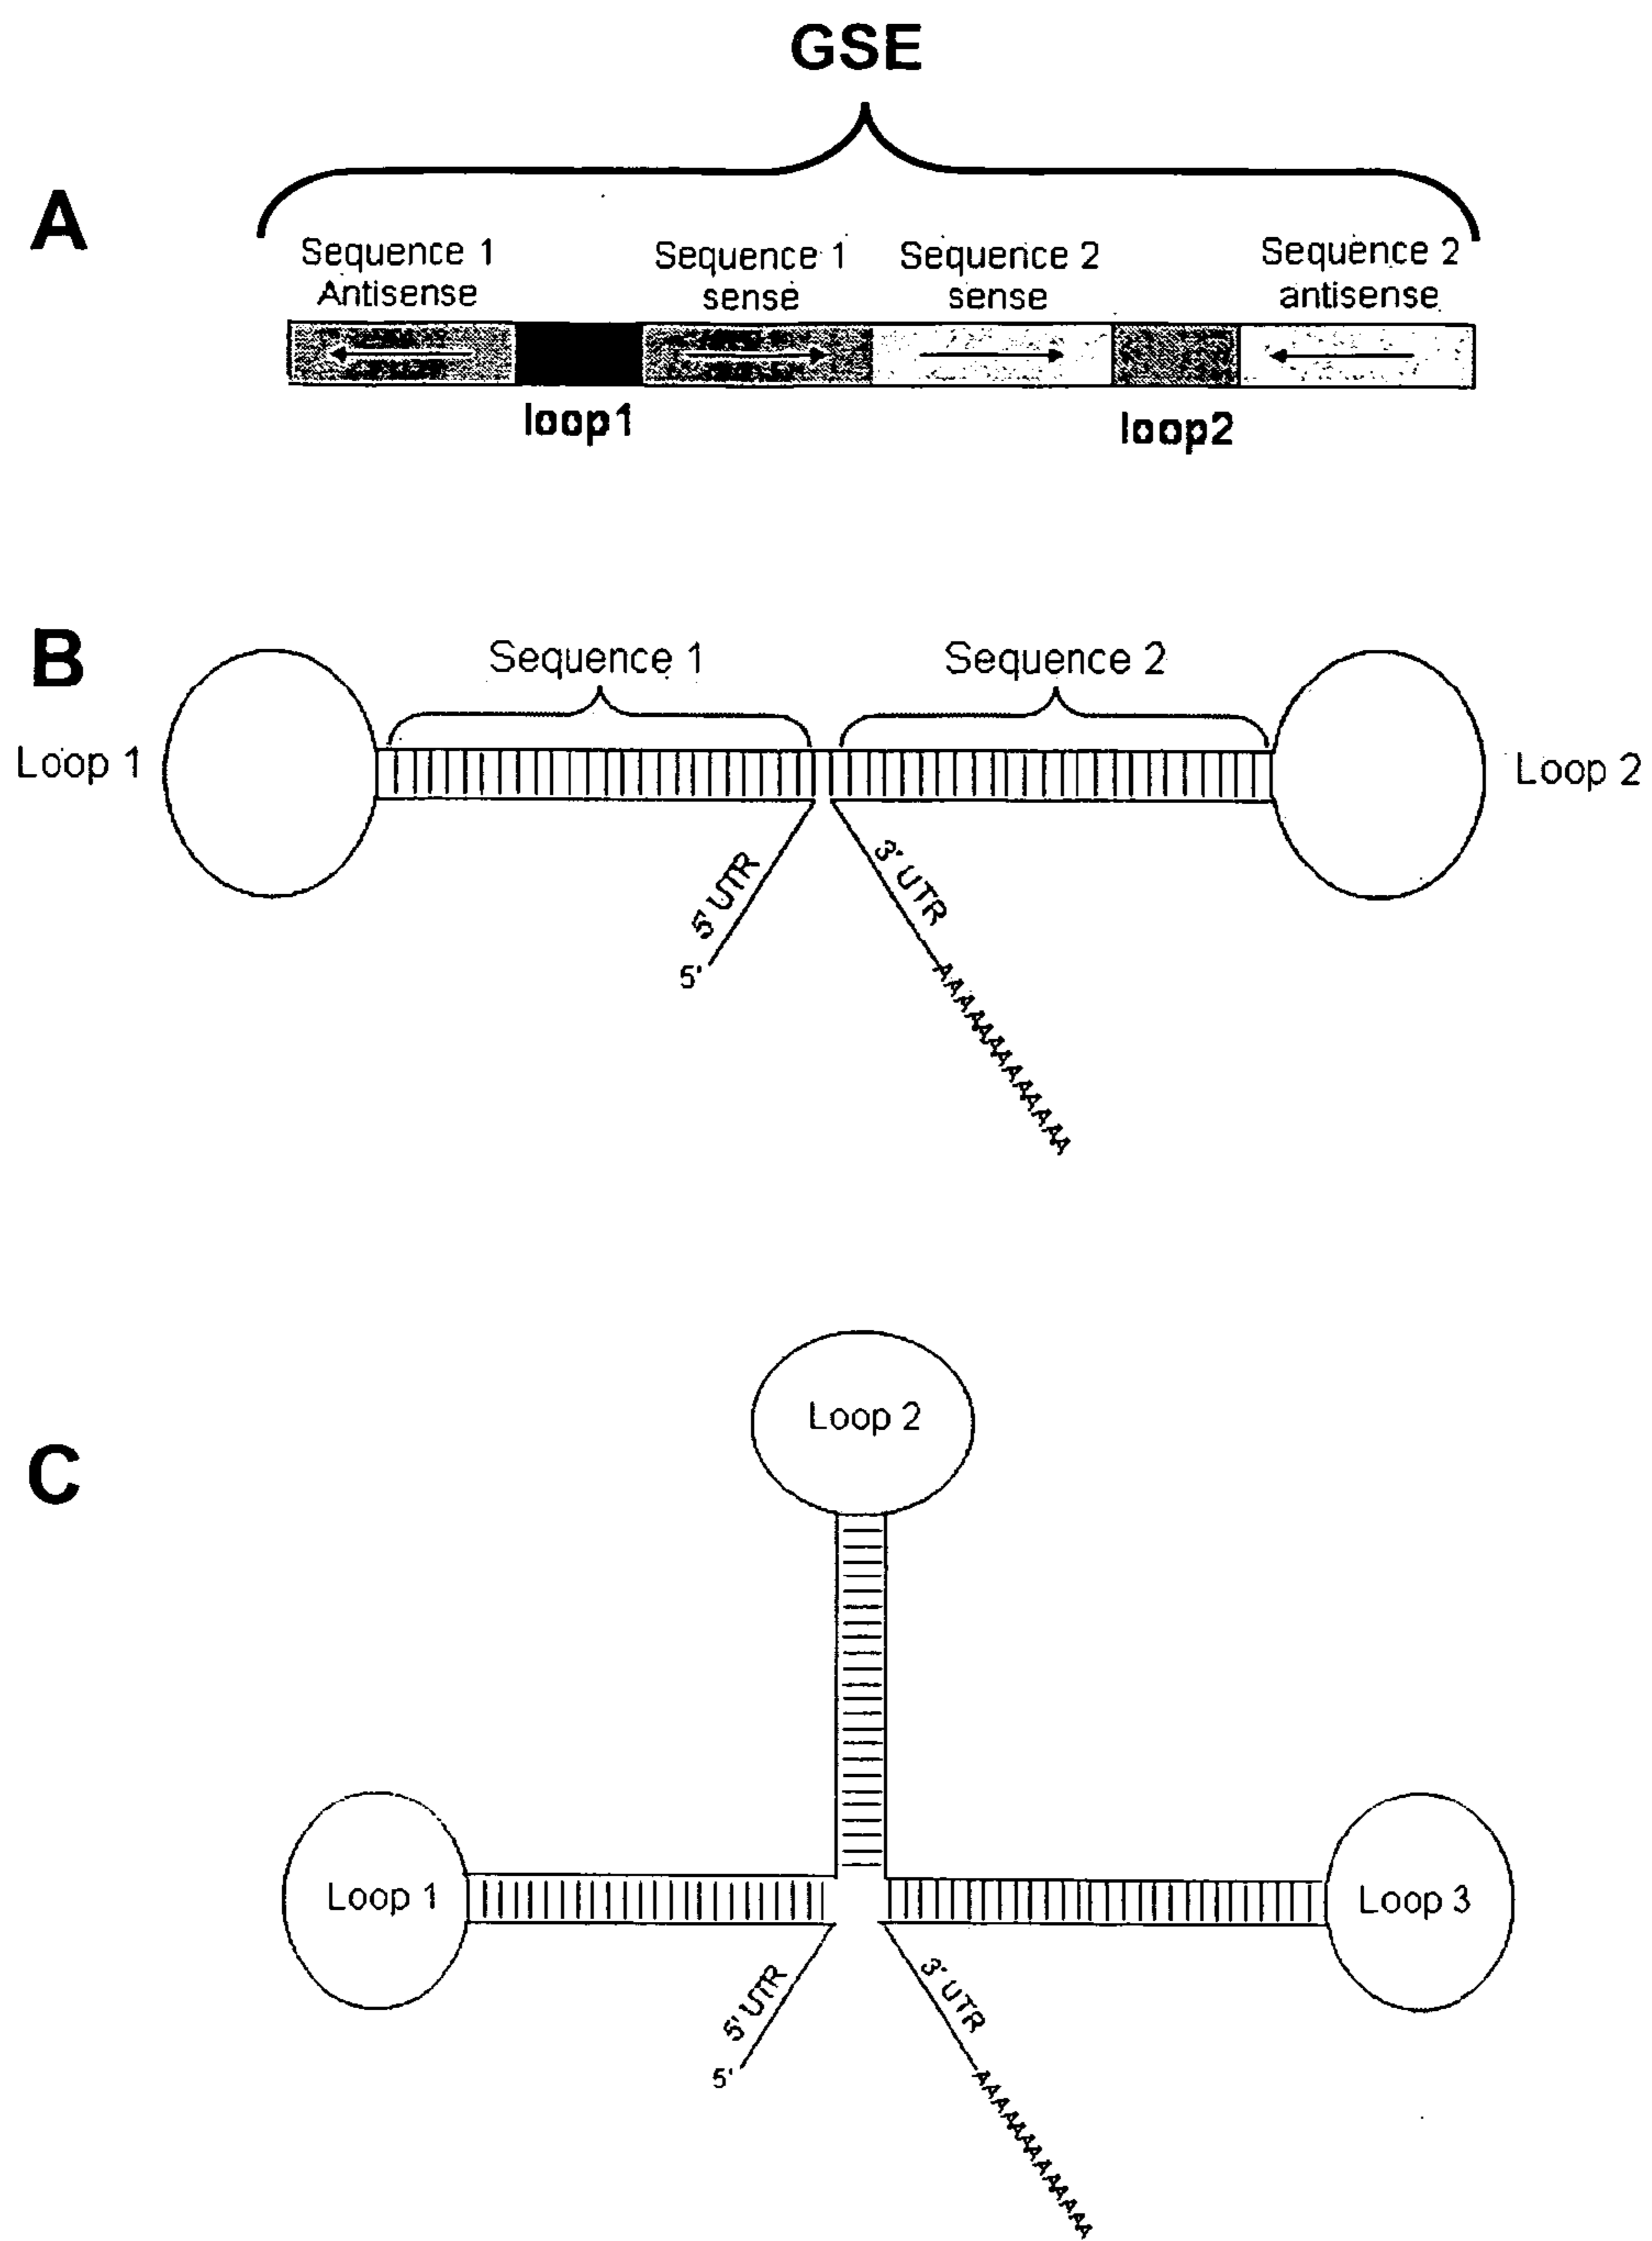 GSE
A
Sequence 1
Antisense
Sequence 1
sense
Sequence 2
sense
Sequence 2
antisense
loop1
loop2
B
Sequence 1
Sequence 2
Loop 1
Loop 2
5' UTR
3' UTR
5'
AAAAAAAAAAAAAA
C
Loop 2
Loop 1
Loop 3
5' UTR
3' UTR
5'
AAAAAAAAAAAAAA